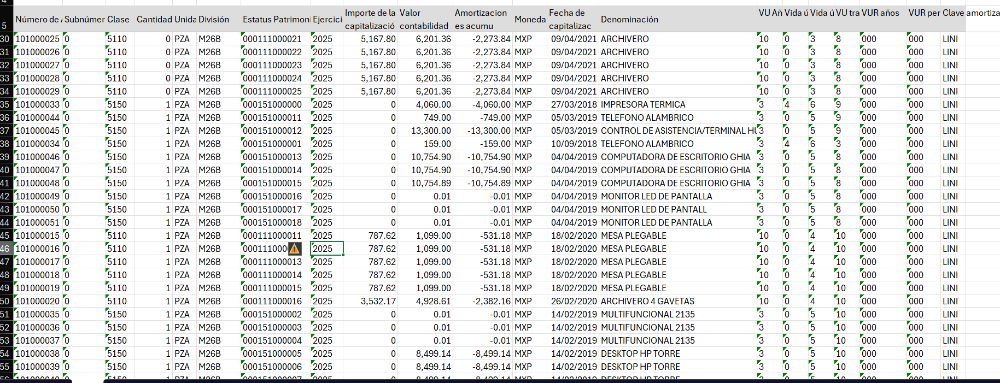 4
5 Número de A Subnúmer Clase Cantidad Unida División Estatus Patrimoni Ejercici Importe de la capitalizació Valor contabilidad Amortizacion es acumu Moneda Fecha de capitalizac Denominación VU Añ Vida ú Vida ú VU tra VUR años VUR per Clave amortiza
30 101000025 0 5110 0 PZA M26B 000111000021 2025 5,167.80 6,201.36 -2,273.84 MXP 09/04/2021 ARCHIVERO 10 0 3 8 000 000 LINI
31 101000026 0 5110 0 PZA M26B 000111000022 2025 5,167.80 6,201.36 -2,273.84 MXP 09/04/2021 ARCHIVERO 10 0 3 8 000 000 LINI
32 101000027 0 5110 0 PZA M26B 000111000023 2025 5,167.80 6,201.36 -2,273.84 MXP 09/04/2021 ARCHIVERO 10 0 3 8 000 000 LINI
33 101000028 0 5110 0 PZA M26B 000111000024 2025 5,167.80 6,201.36 -2,273.84 MXP 09/04/2021 ARCHIVERO 10 0 3 8 000 000 LINI
34 101000029 0 5110 0 PZA M26B 000111000025 2025 5,167.80 6,201.36 -2,273.84 MXP 09/04/2021 ARCHIVERO 10 0 3 8 000 000 LINI
35 101000033 0 5150 1 PZA M26B 000151000000 2025 0 4,060.00 -4,060.00 MXP 27/03/2018 IMPRESORA TERMICA 3 4 6 9 000 000 LINI
36 101000044 0 5150 1 PZA M26B 000151000011 2025 0 749.00 -749.00 MXP 05/03/2019 TELEFONO ALAMBRICO 3 0 5 9 000 000 LINI
37 101000045 0 5150 1 PZA M26B 000151000012 2025 0 13,300.00 -13,300.00 MXP 05/03/2019 CONTROL DE ASISTENCIA/TERMINAL HU 3 0 5 9 000 000 LINI
38 101000034 0 5150 1 PZA M26B 000151000001 2025 0 159.00 -159.00 MXP 10/09/2018 TELEFONO ALAMBRICO 3 4 6 3 000 000 LINI
39 101000046 0 5150 1 PZA M26B 000151000013 2025 0 10,754.90 -10,754.90 MXP 04/04/2019 COMPUTADORA DE ESCRITORIO GHIA 3 0 5 8 000 000 LINI
40 101000047 0 5150 1 PZA M26B 000151000014 2025 0 10,754.90 -10,754.90 MXP 04/04/2019 COMPUTADORA DE ESCRITORIO GHIA 3 0 5 8 000 000 LINI
41 101000048 0 5150 1 PZA M26B 000151000015 2025 0 10,754.89 -10,754.89 MXP 04/04/2019 COMPUTADORA DE ESCRITORIO GHIA 3 0 5 8 000 000 LINI
42 101000049 0 5150 1 PZA M26B 000151000016 2025 0 0.01 -0.01 MXP 04/04/2019 MONITOR LED DE PANTALLA 3 0 5 8 000 000 LINI
43 101000050 0 5150 1 PZA M26B 000151000017 2025 0 0.01 -0.01 MXP 04/04/2019 MONITOR LED DE PANTALL 3 0 5 8 000 000 LINI
44 101000051 0 5150 1 PZA M26B 000151000018 2025 0 0.01 -0.01 MXP 04/04/2019 MONITOR LED DE PANTALLA 3 0 5 8 000 000 LINI
45 101000015 0 5110 1 PZA M26B 000111000011 2025 787.62 1,099.00 -531.18 MXP 18/02/2020 MESA PLEGABLE 10 0 4 10 000 000 LINI
46 101000016 0 5110 1 PZA M26B 000111000 2025 787.62 1,099.00 -531.18 MXP 18/02/2020 MESA PLEGABLE 10 0 4 10 000 000 LINI
47 101000017 0 5110 1 PZA M26B 000111000013 2025 787.62 1,099.00 -531.18 MXP 18/02/2020 MESA PLEGABLE 10 0 4 10 000 000 LINI
48 101000018 0 5110 1 PZA M26B 000111000014 2025 787.62 1,099.00 -531.18 MXP 18/02/2020 MESA PLEGABLE 10 0 4 10 000 000 LINI
49 101000019 0 5110 1 PZA M26B 000111000015 2025 787.62 1,099.00 -531.18 MXP 18/02/2020 MESA PLEGABLE 10 0 4 10 000 000 LINI
50 101000020 0 5110 1 PZA M26B 000111000016 2025 3,532.17 4,928.61 -2,382.16 MXP 26/02/2020 ARCHIVERO 4 GAVETAS 10 0 4 10 000 000 LINI
51 101000035 0 5150 1 PZA M26B 000151000002 2025 0 0.01 -0.01 MXP 14/02/2019 MULTIFUNCIONAL 2135 3 0 5 10 000 000 LINI
52 101000036 0 5150 1 PZA M26B 000151000003 2025 0 0.01 -0.01 MXP 14/02/2019 MULTIFUNCIONAL 2135 3 0 5 10 000 000 LINI
53 101000037 0 5150 1 PZA M26B 000151000004 2025 0 0.01 -0.01 MXP 14/02/2019 MULTIFUNCIONAL 2135 3 0 5 10 000 000 LINI
54 101000038 0 5150 1 PZA M26B 000151000005 2025 0 8,499.14 -8,499.14 MXP 14/02/2019 DESKTOP HP TORRE 3 0 5 10 000 000 LINI
55 101000039 0 5150 1 PZA M26B 000151000006 2025 0 8,499.14 -8,499.14 MXP 14/02/2019 DESKTOP HP TORRE 3 0 5 10 000 000 LINI
56 101000040 0 5150 1 PZA M26B 000151000007 2025 0 8,499.14 -8,499.14 MXP 14/02/2019 DESKTOP HP TORRE 3 0 5 10 000 000 LINI